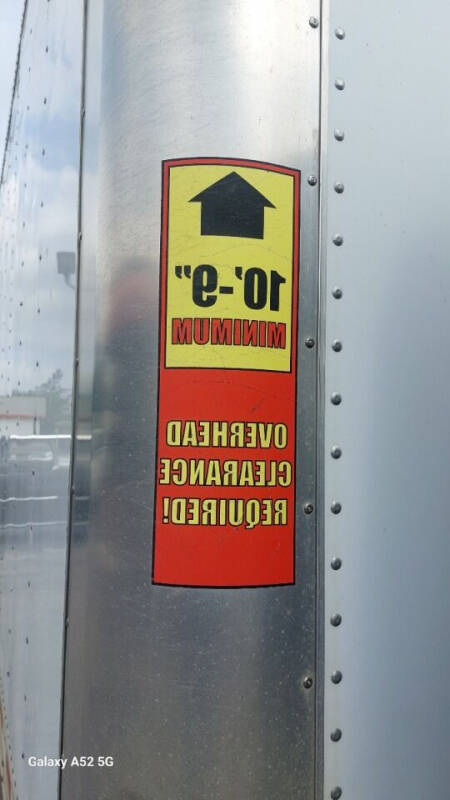 10'-9"
MINIMUM
OVERHEAD
CLEARANCE
REQUIRED!
Galaxy A52 5G